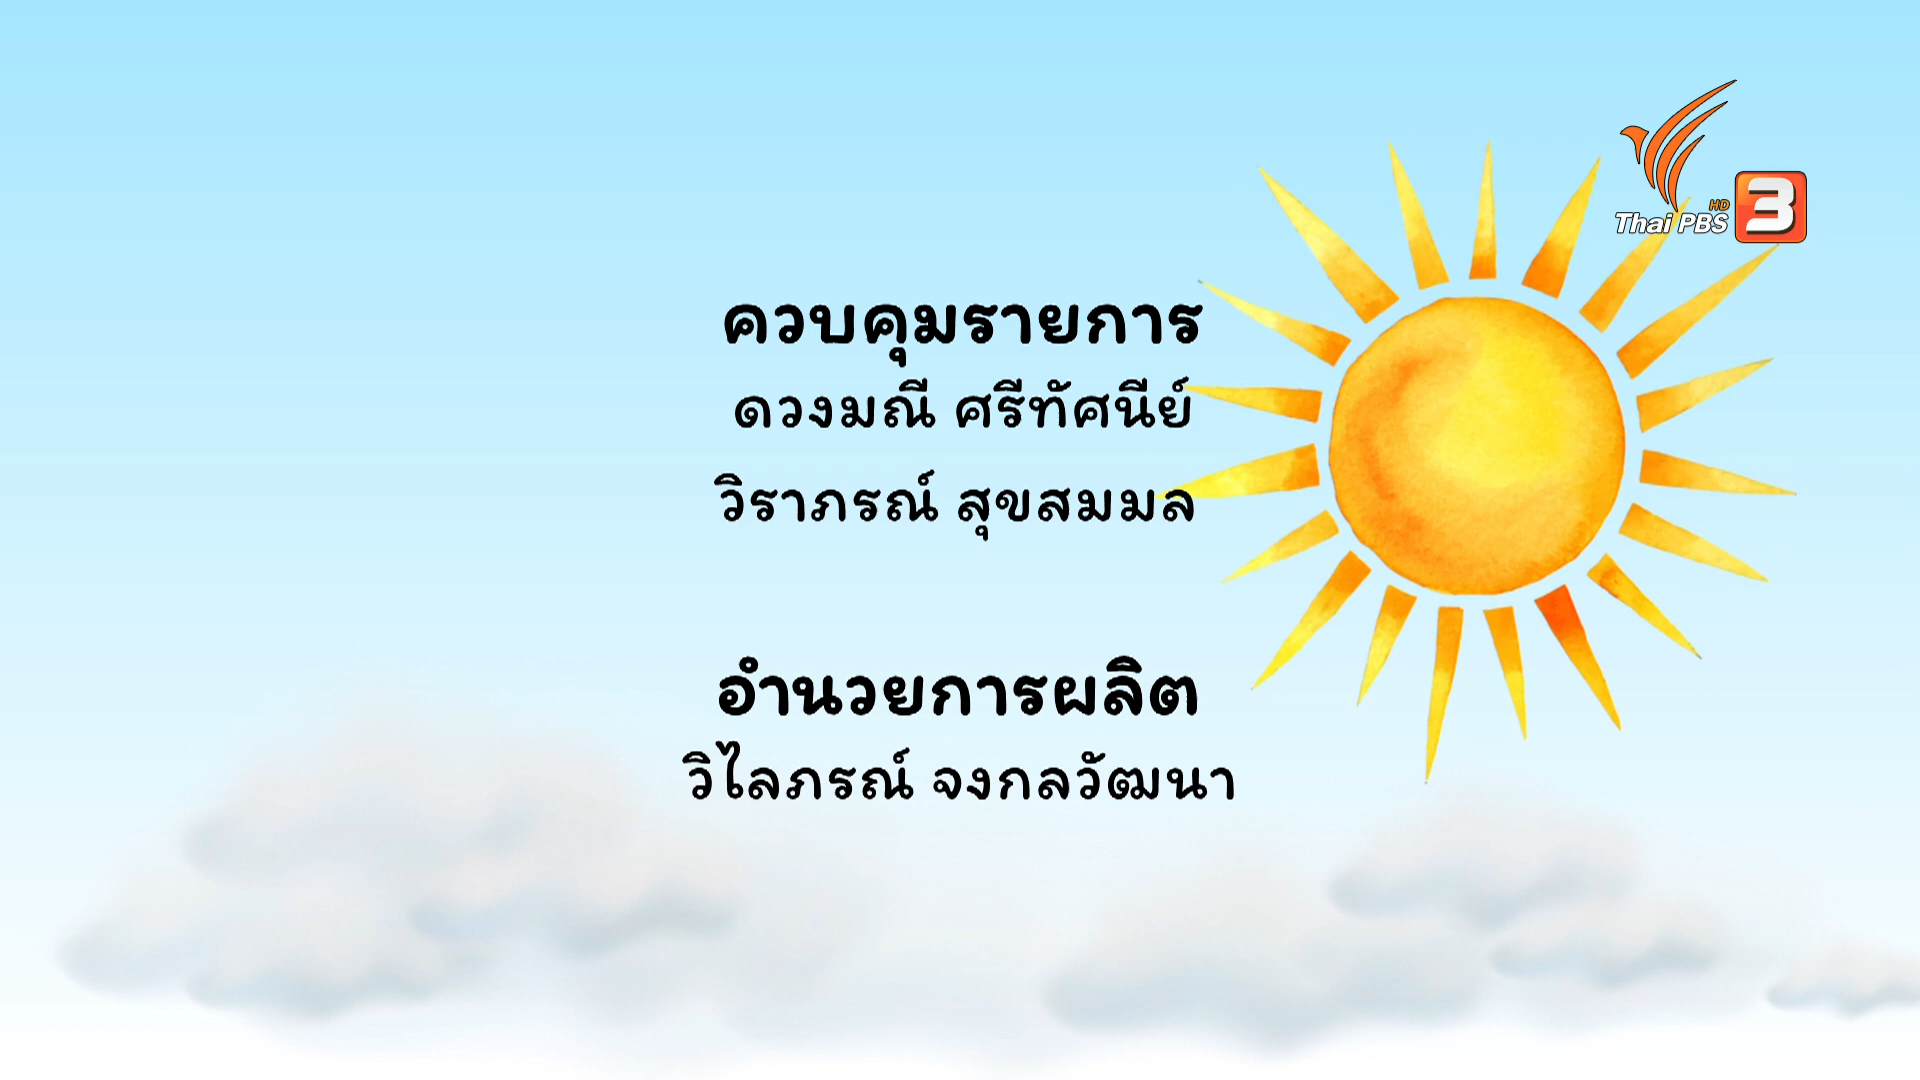 HD
Thai PBS 3
ควบคุมรายการ
ดวงมณี ศรีทัศนีย์
วิราภรณ์ สุขสมมล
อำนวยการผลิต
วิไลภรณ์ จงกลวัฒนา